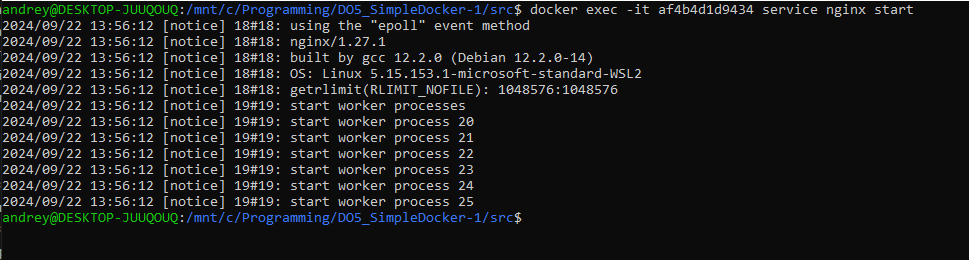 andrey@DESKTOP-JUUQOUQ:/mnt/c/Programming/DO5_SimpleDocker-1/src$ docker exec -it af4b4d1d9434 service nginx start
2024/09/22 13:56:12 [notice] 18#18: using the "epoll" event method
2024/09/22 13:56:12 [notice] 18#18: nginx/1.27.1
2024/09/22 13:56:12 [notice] 18#18: built by gcc 12.2.0 (Debian 12.2.0-14)
2024/09/22 13:56:12 [notice] 18#18: OS: Linux 5.15.153.1-microsoft-standard-WSL2
2024/09/22 13:56:12 [notice] 18#18: getrlimit(RLIMIT_NOFILE): 1048576:1048576
2024/09/22 13:56:12 [notice] 19#19: start worker processes
2024/09/22 13:56:12 [notice] 19#19: start worker process 20
2024/09/22 13:56:12 [notice] 19#19: start worker process 21
2024/09/22 13:56:12 [notice] 19#19: start worker process 22
2024/09/22 13:56:12 [notice] 19#19: start worker process 23
2024/09/22 13:56:12 [notice] 19#19: start worker process 24
2024/09/22 13:56:12 [notice] 19#19: start worker process 25
andrey@DESKTOP-JUUQOUQ:/mnt/c/Programming/DO5_SimpleDocker-1/src$